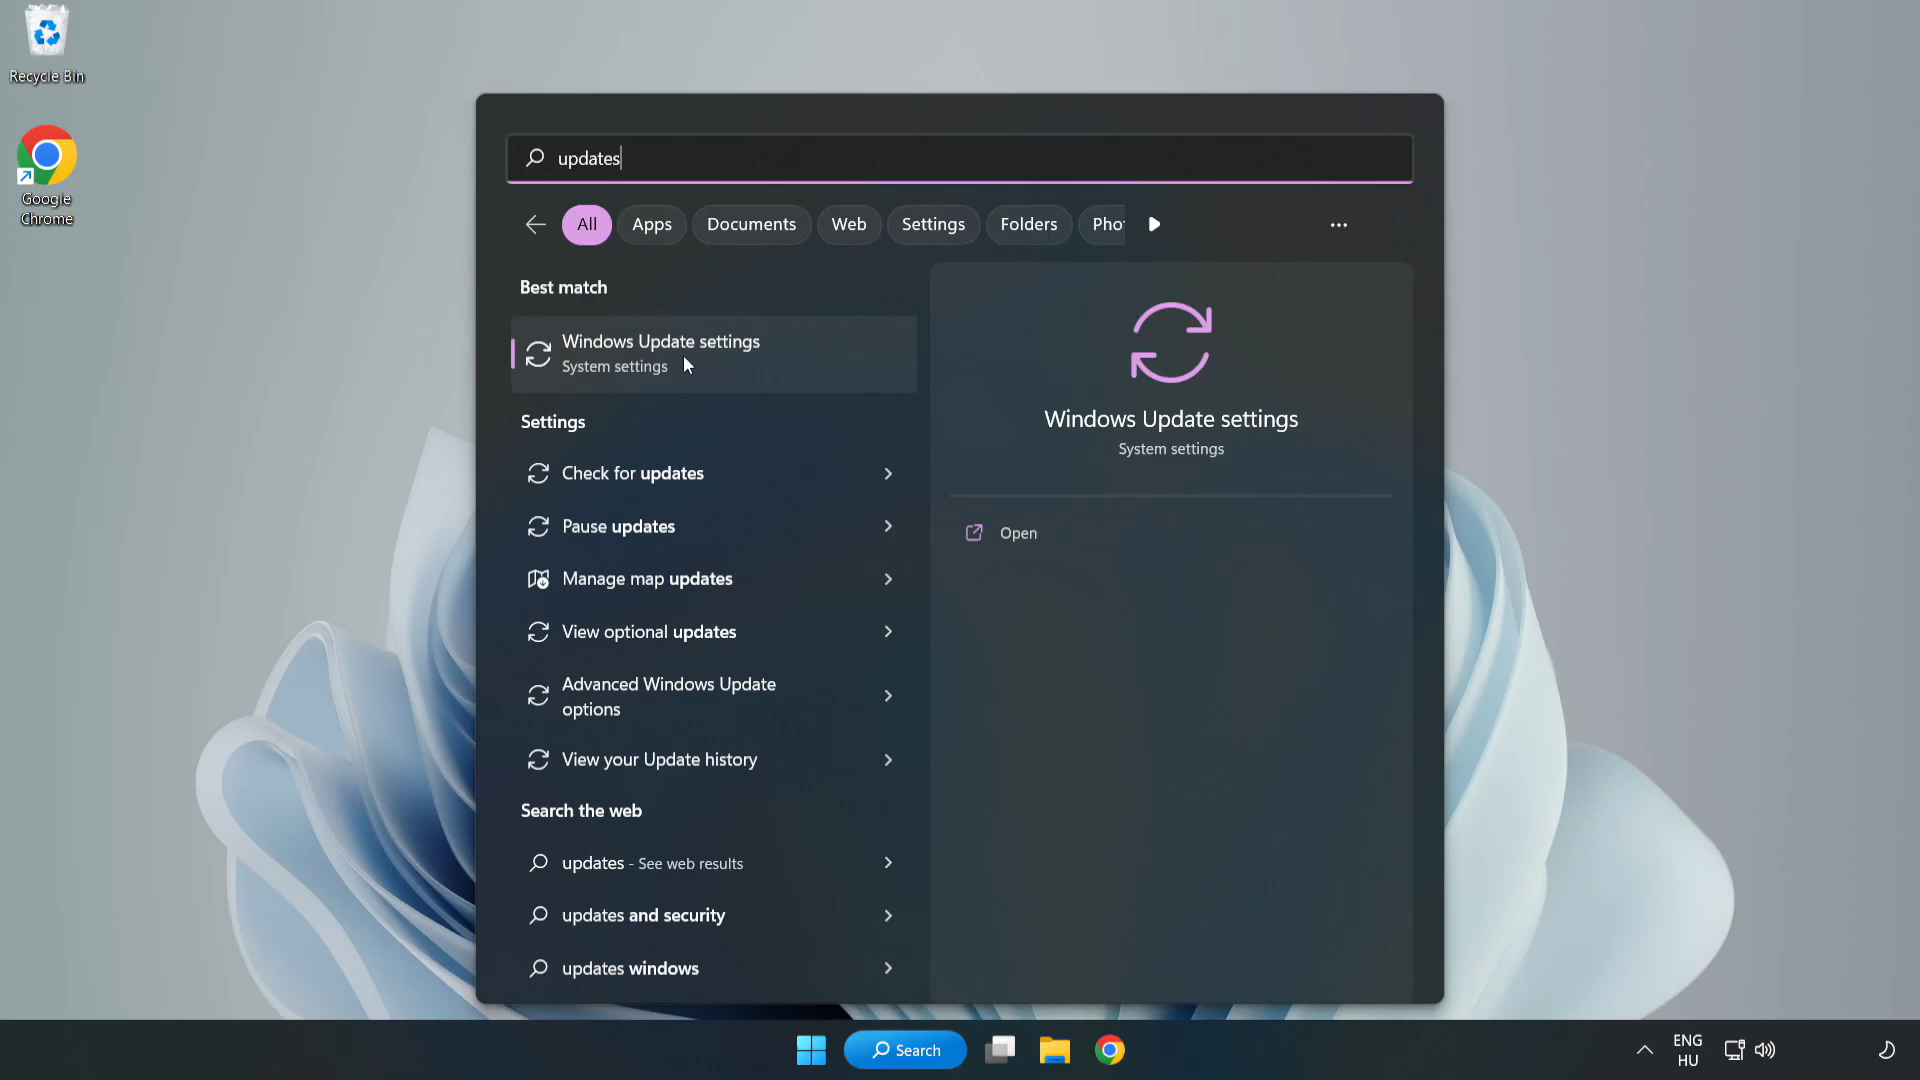 Recycle Bin
Google
Chrome
updates
All
Apps
Documents
Web
Settings
Folders
Pho
Best match
Windows Update settings
System settings
Settings
Check for updates
Pause updates
Manage map updates
View optional updates
Advanced Windows Update
options
View your Update history
Search the web
updates - See web results
updates and security
updates windows
Windows Update settings
System settings
Open
Search
ENG
HU